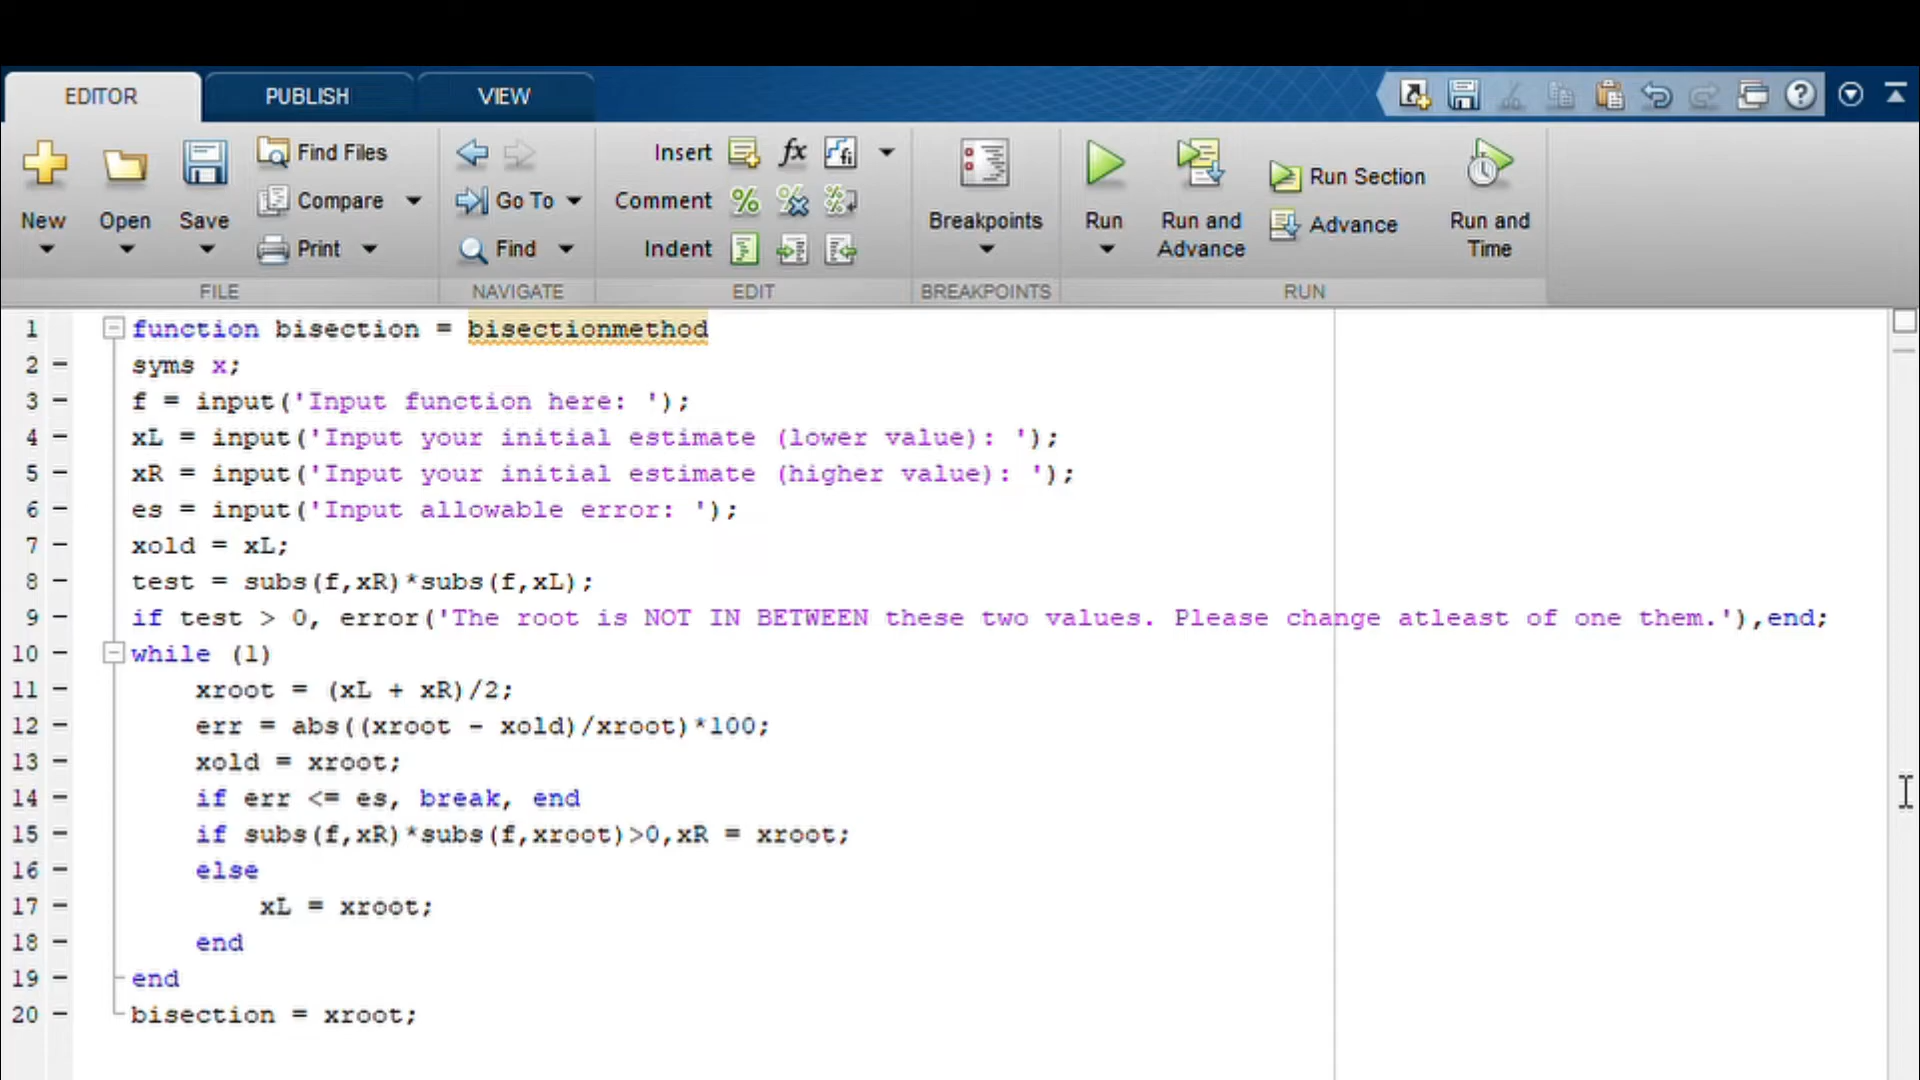 EDITOR PUBLISH VIEW
New Open Save Find Files Compare Print FILE
Go To Find NAVIGATE
Insert fx fi
Comment % %
Indent
EDIT
Breakpoints BREAKPOINTS
Run Run and Advance Run Section Advance Run and Time RUN
1 function bisection = bisectionmethod
2 syms x;
3 f = input('Input function here: ');
4 xL = input('Input your initial estimate (lower value): ');
5 xR = input('Input your initial estimate (higher value): ');
6 es = input('Input allowable error: ');
7 xold = xL;
8 test = subs(f,xR)*subs(f,xL);
9 if test > 0, error('The root is NOT IN BETWEEN these two values. Please change atleast of one them.'),end;
10 while (1)
11 xroot = (xL + xR)/2;
12 err = abs((xroot - xold)/xroot)*100;
13 xold = xroot;
14 if err <= es, break, end
15 if subs(f,xR)*subs(f,xroot)>0,xR = xroot;
16 else
17 xL = xroot;
18 end
19 end
20 bisection = xroot;